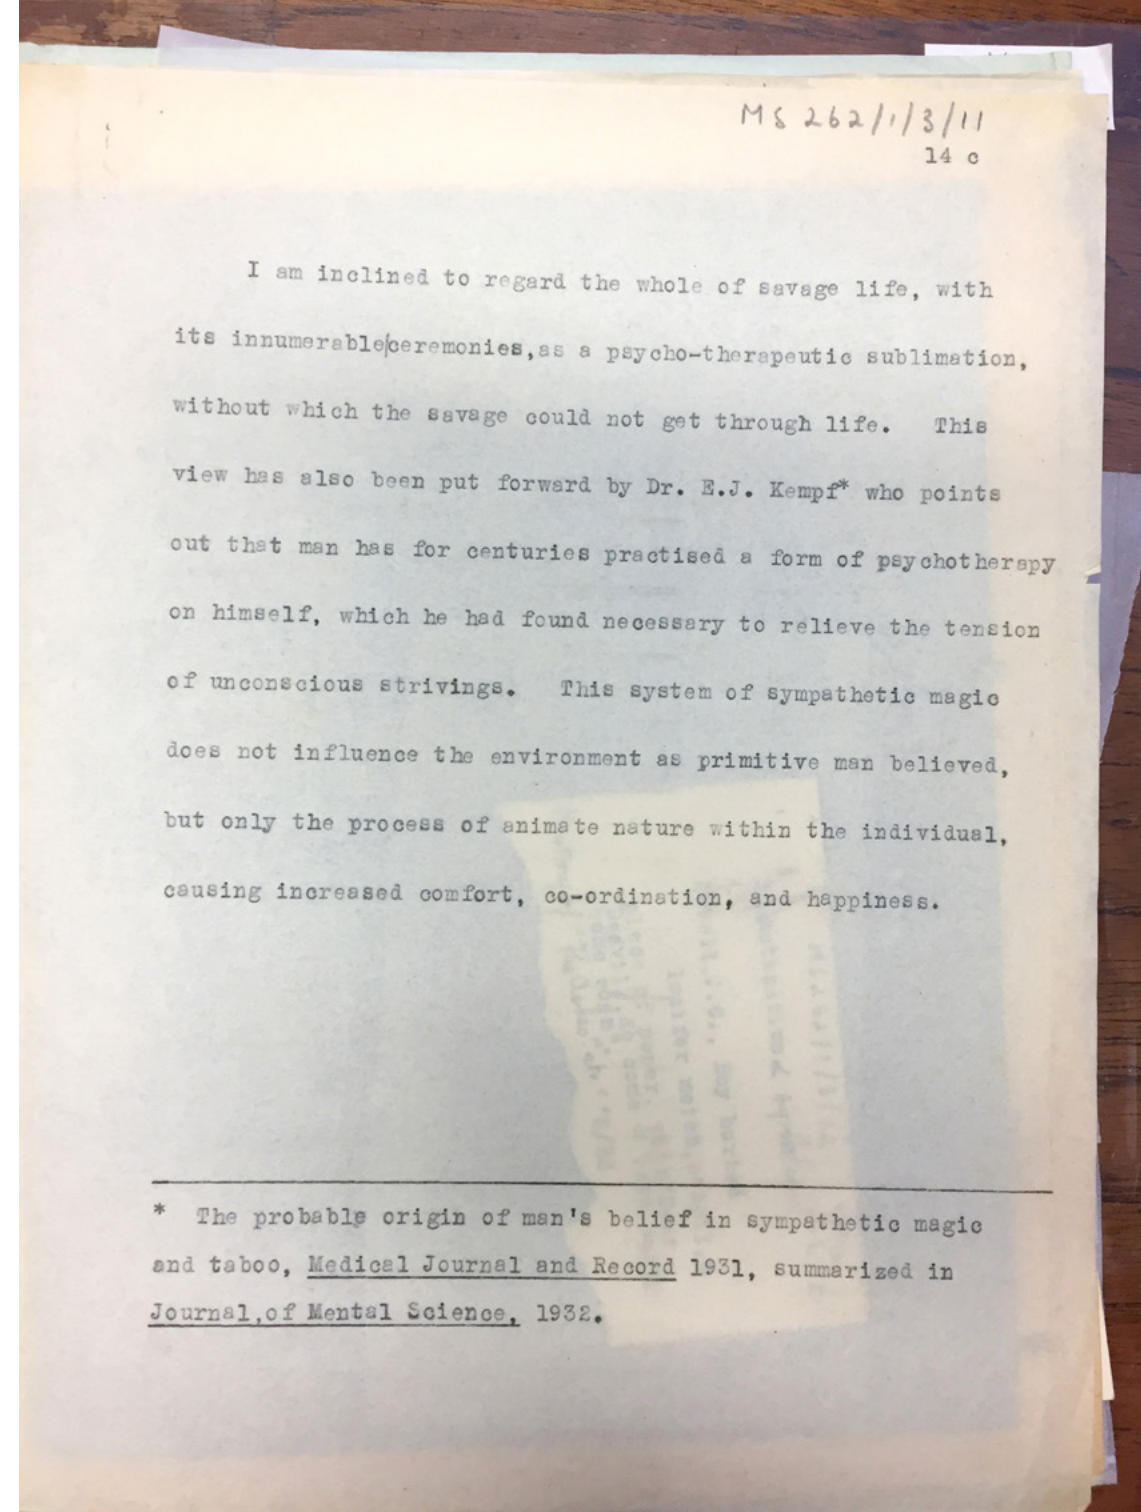 MS 262/1/3/11
14 c
I am inclined to regard the whole of savage life, with
its innumerable/ceremonies,as a psycho-therapeutic sublimation,
without which the savage could not get through life. This
view has also been put forward by Dr. E.J. Kempf* who points
out that man has for centuries practised a form of psychotherapy
on himself, which he had found necessary to relieve the tension
of unconscious strivings. This system of sympathetic magic
does not influence the environment as primitive man believed,
but only the process of animate nature within the individual,
causing increased comfort, co-ordination, and happiness.
* The probable origin of man's belief in sympathetic magic
and taboo, Medical Journal and Record 1931, summarized in
Journal,of Mental Science, 1932.